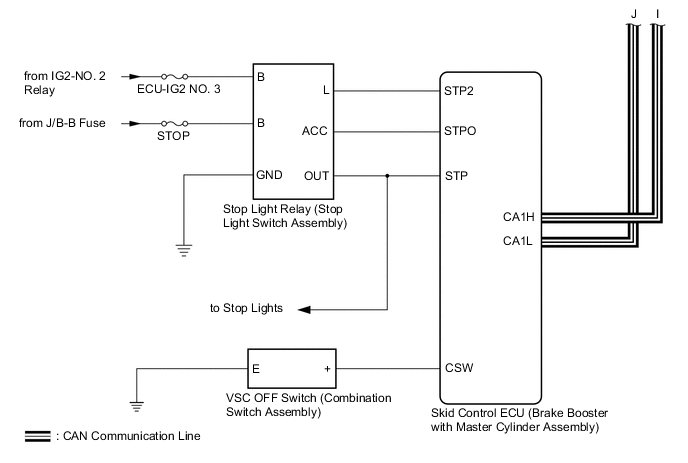 J I
from IG2-NO. 2
Relay
ECU-IG2 NO. 3
B
L
STP2
from J/B-B Fuse
STOP
B
ACC
STPO
GND
OUT
STP
Stop Light Relay (Stop
Light Switch Assembly)
CA1H
CA1L
to Stop Lights
E
+
CSW
VSC OFF Switch (Combination
Switch Assembly)
Skid Control ECU (Brake Booster
with Master Cylinder Assembly)
: CAN Communication Line